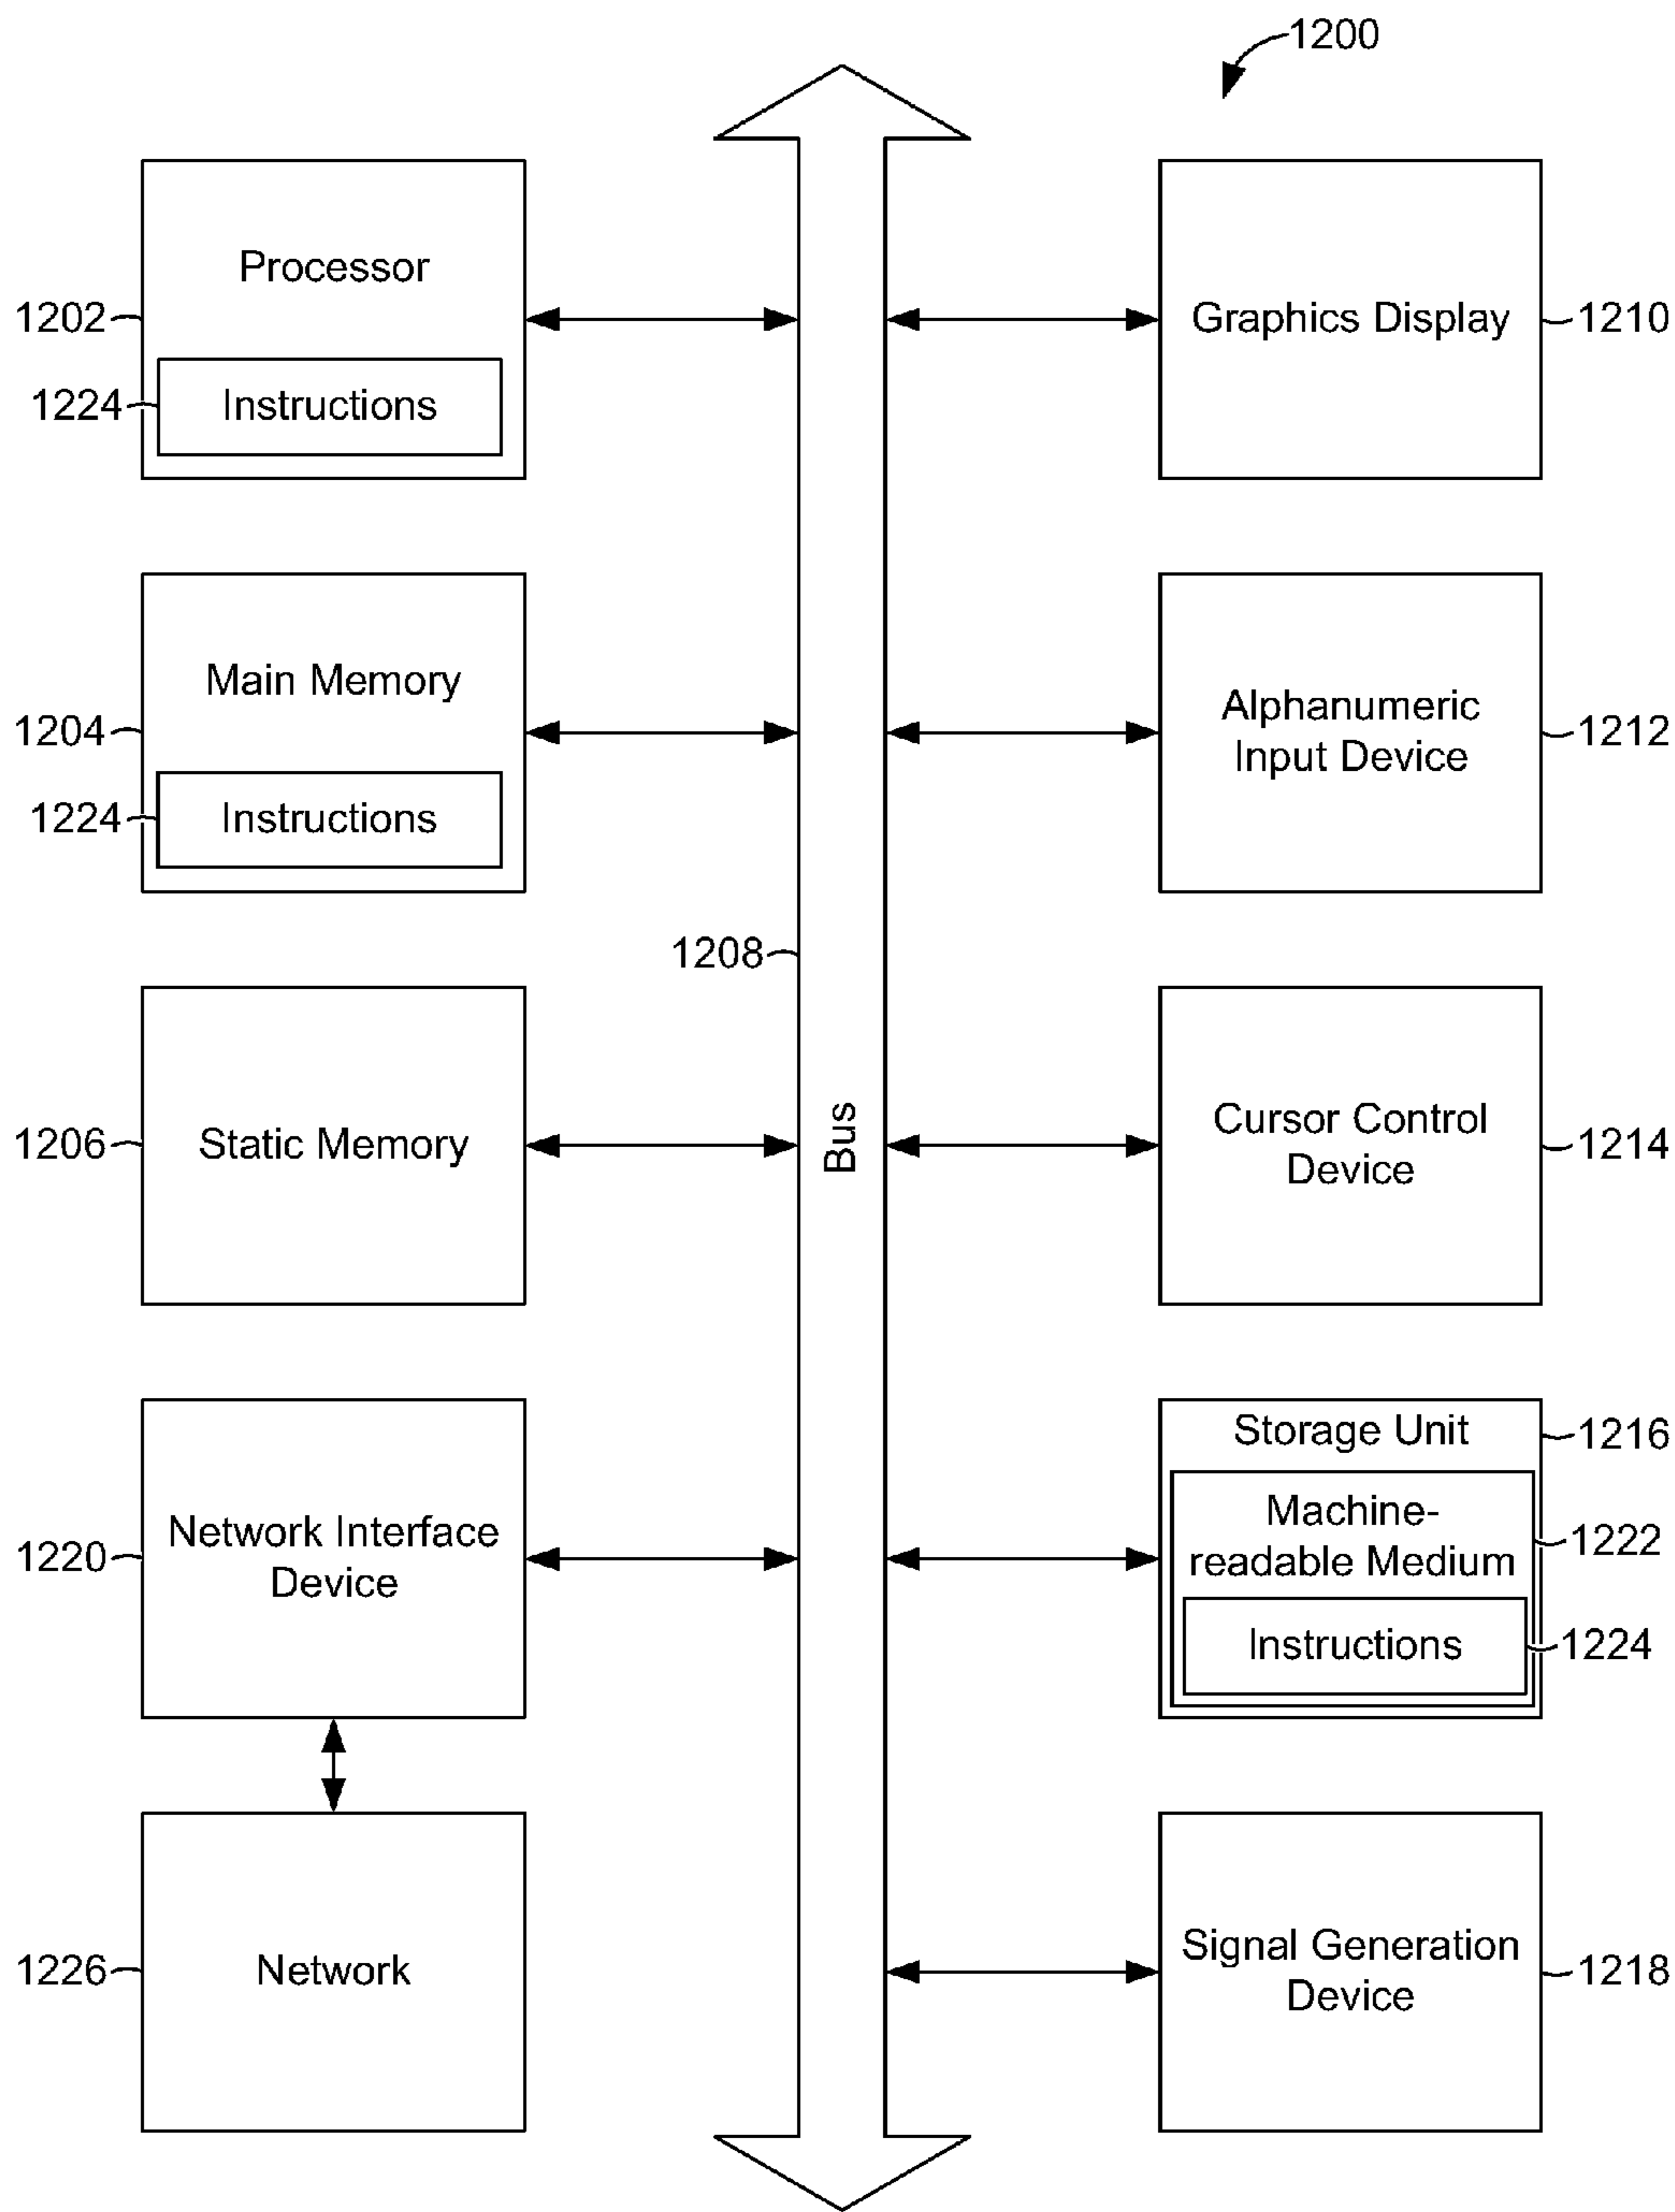 1200
Processor
1202
1224
Instructions
Graphics Display
1210
Main Memory
1204
1224
Instructions
Alphanumeric
Input Device
1212
1208
Bus
Static Memory
1206
Cursor Control
Device
1214
Network Interface
Device
1220
Storage Unit
1216
Machine-
readable Medium
1222
Instructions
1224
Network
1226
Signal Generation
Device
1218